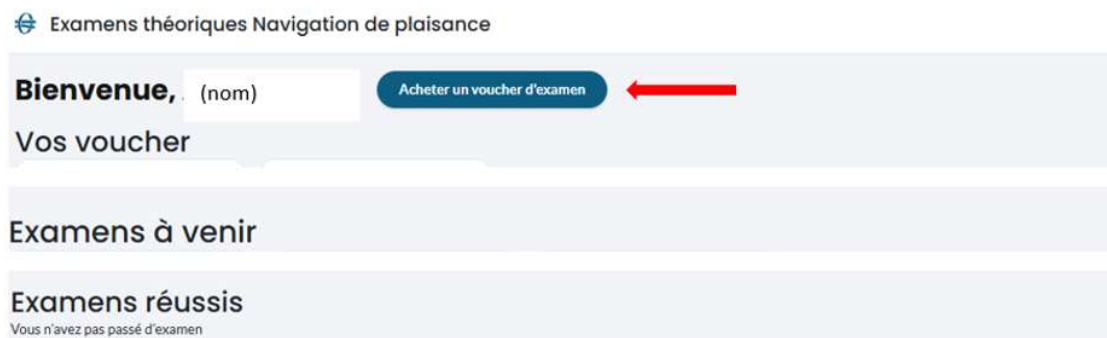 Examens théoriques Navigation de plaisance
Bienvenue, (nom) Acheter un voucher d'examen
Vos voucher
Examens à venir
Examens réussis
Vous n'avez pas passé d'examen